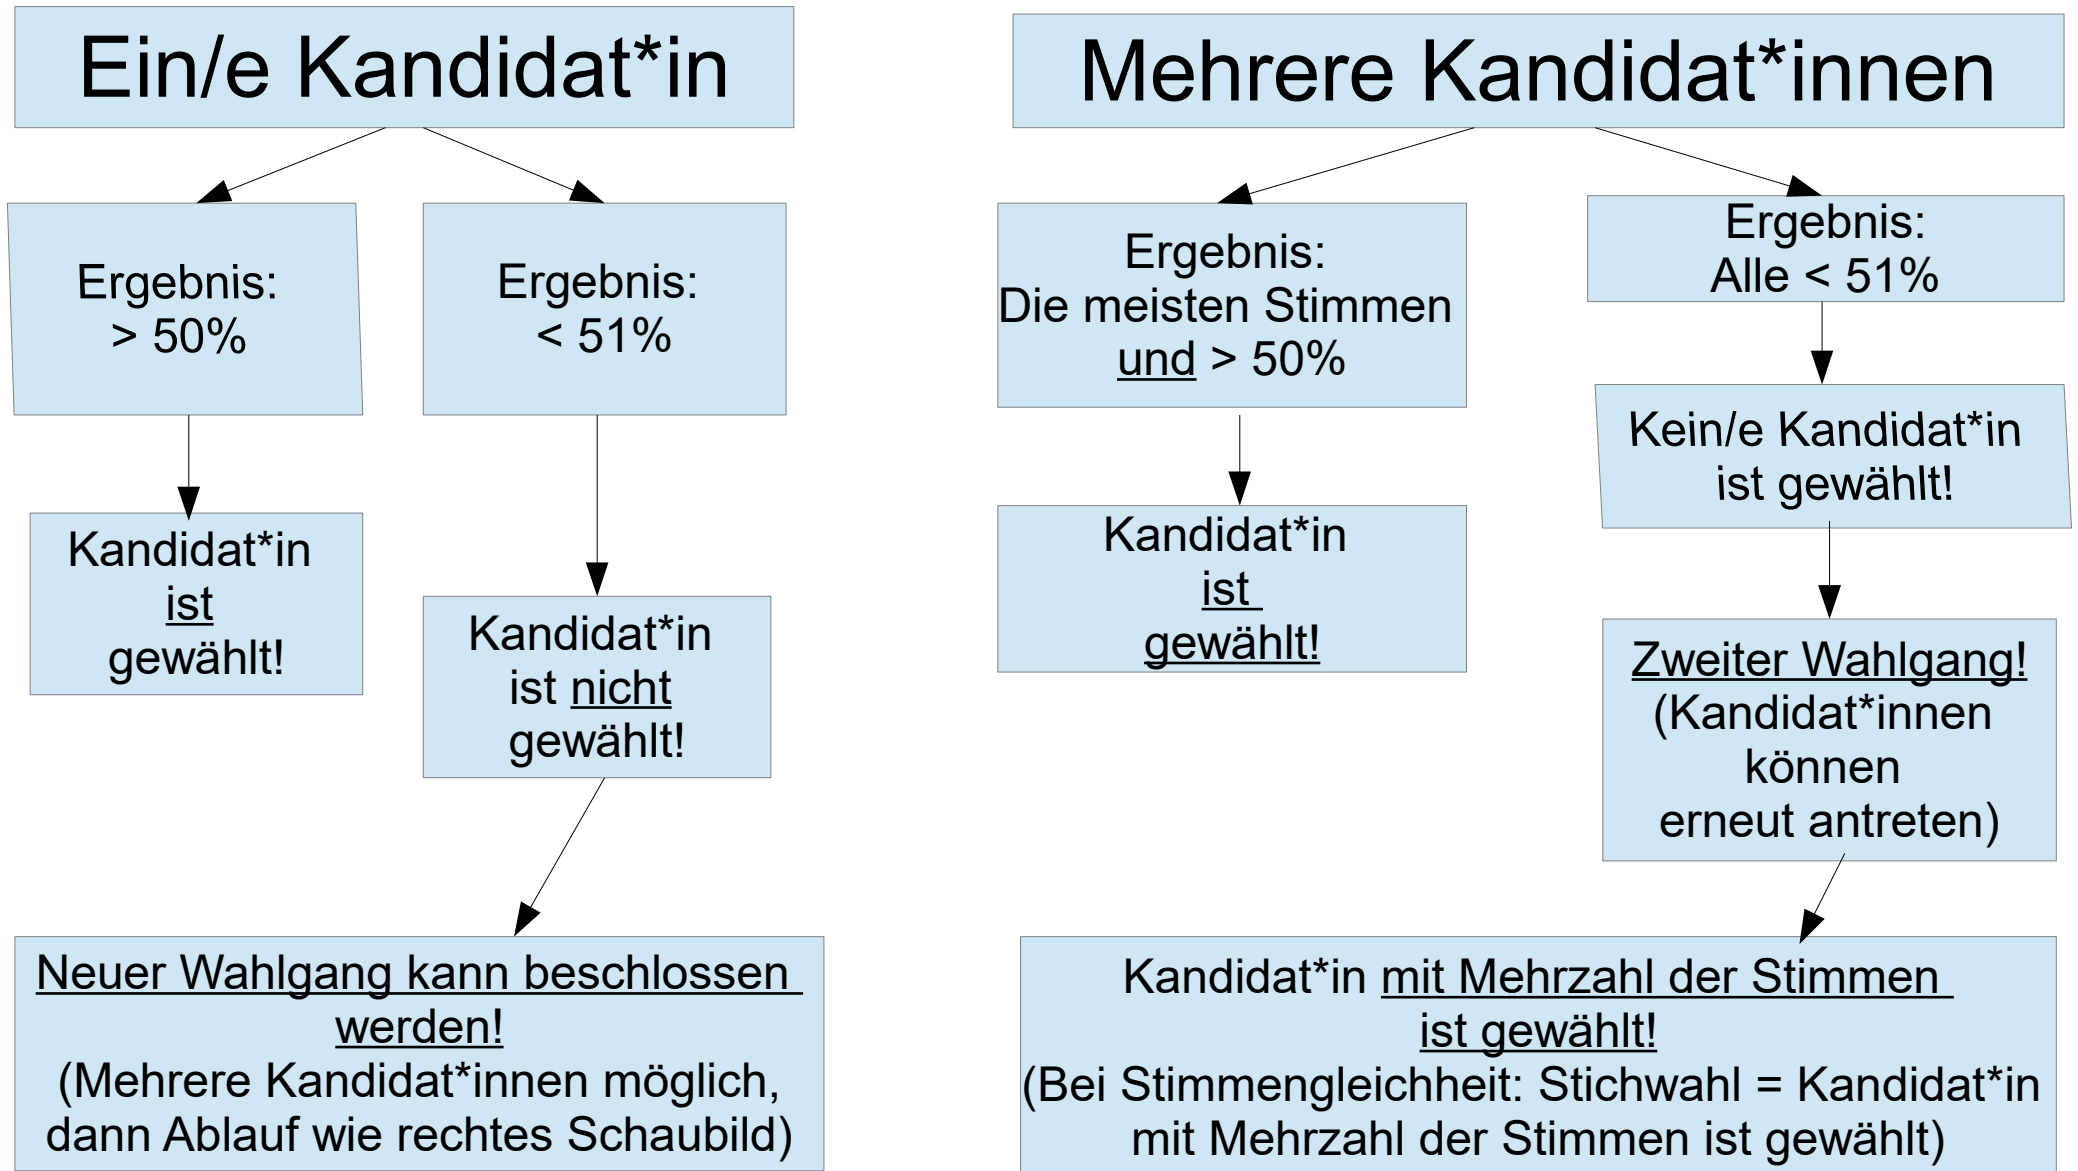 Ein/e Kandidat*in
Ergebnis:
> 50%
Ergebnis:
< 51%
Kandidat*in
ist
gewählt!
Kandidat*in
ist nicht
gewählt!
Neuer Wahlgang kann beschlossen
werden!
(Mehrere Kandidat*innen möglich,
dann Ablauf wie rechtes Schaubild)
Mehrere Kandidat*innen
Ergebnis:
Die meisten Stimmen
und > 50%
Ergebnis:
Alle < 51%
Kandidat*in
ist
gewählt!
Kein/e Kandidat*in
ist gewählt!
Zweiter Wahlgang!
(Kandidat*innen
können
erneut antreten)
Kandidat*in mit Mehrzahl der Stimmen
ist gewählt!
(Bei Stimmengleichheit: Stichwahl = Kandidat*in
mit Mehrzahl der Stimmen ist gewählt)